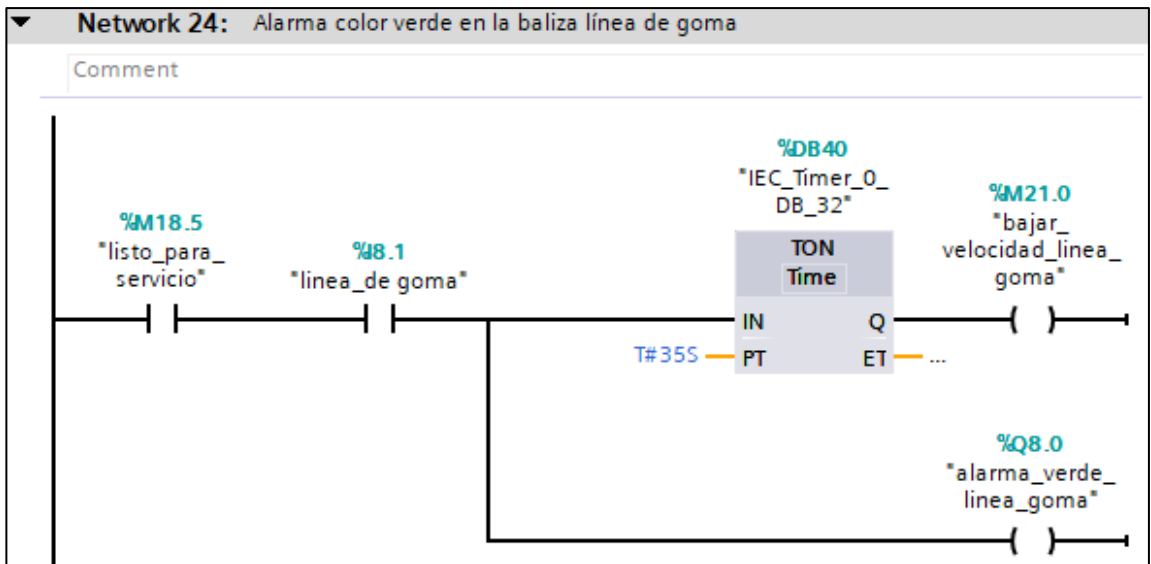 Network 24: Alarma color verde en la baliza línea de goma
Comment
%DB40
"IEC_Timer_0_
DB_32"
%M21.0
"bajar_
velocidad_linea_
goma"
%M18.5
"listo_para_
servicio"
%I8.1
"linea_de goma"
TON
Time
IN
Q
T#35S
PT
ET
...
%Q8.0
"alarma_verde_
linea_goma"